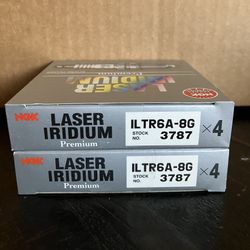 LASER
IRIDIUM
Premium
NGK
NGK
LASER
IRIDIUM
Premium
ILTR6A-8G
STOCK NO. 3787
×4
NGK
LASER
IRIDIUM
Premium
ILTR6A-8G
STOCK NO. 3787
×4